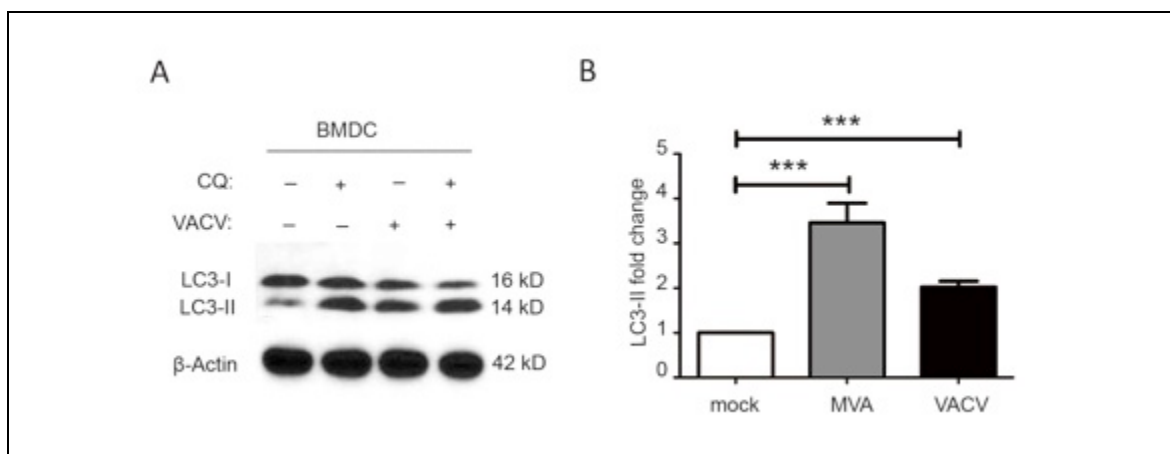 A
BMDC
CQ: – + – +
VACV: – – + +
LC3-I 16 kD
LC3-II 14 kD
β-Actin 42 kD
B
***
***
LC3-II fold change
5
4
3
2
1
0
mock MVA VACV